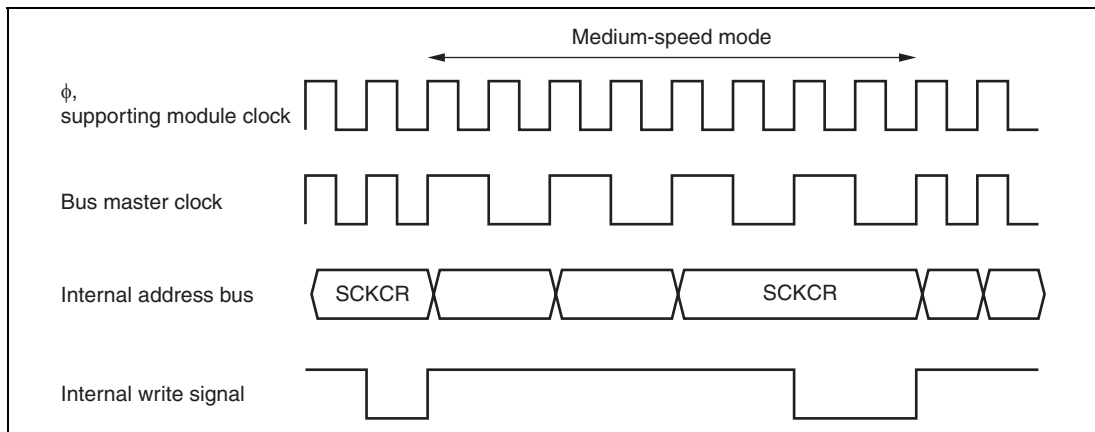 Medium-speed mode
ϕ,
supporting module clock
Bus master clock
Internal address bus
SCKCR
SCKCR
Internal write signal